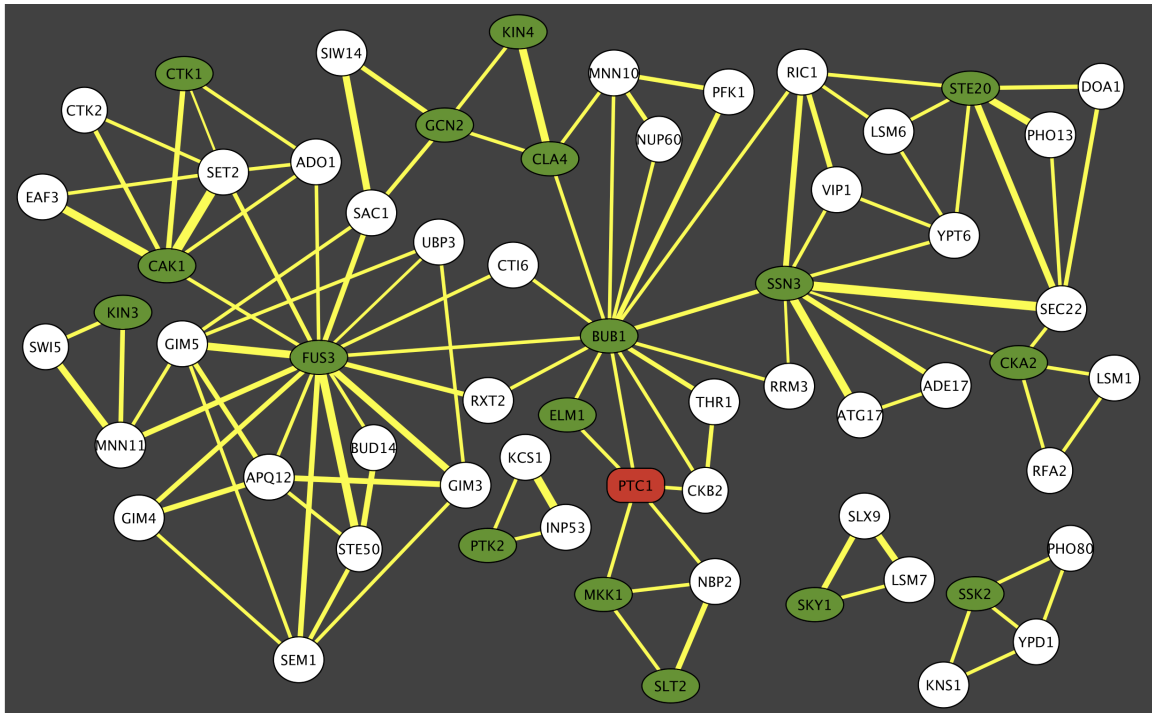 KIN4
SIW14
CTK1
MNN10
RIC1
STE20
DOA1
PFK1
CTK2
GCN2
LSM6
PHO13
NUP60
CLA4
ADO1
SET2
EAF3
VIP1
SAC1
YPT6
UBP3
CTI6
CAK1
SSN3
SEC22
KIN3
BUB1
SWI5
GIM5
FUS3
CKA2
LSM1
RRM3
ADE17
RXT2
THR1
ELM1
ATG17
MNN11
BUD14
KCS1
RFA2
APQ12
GIM3
PTC1
CKB2
GIM4
SLX9
INP53
PTK2
STE50
PHO80
NBP2
LSM7
MKK1
SSK2
SKY1
YPD1
SEM1
SLT2
KNS1